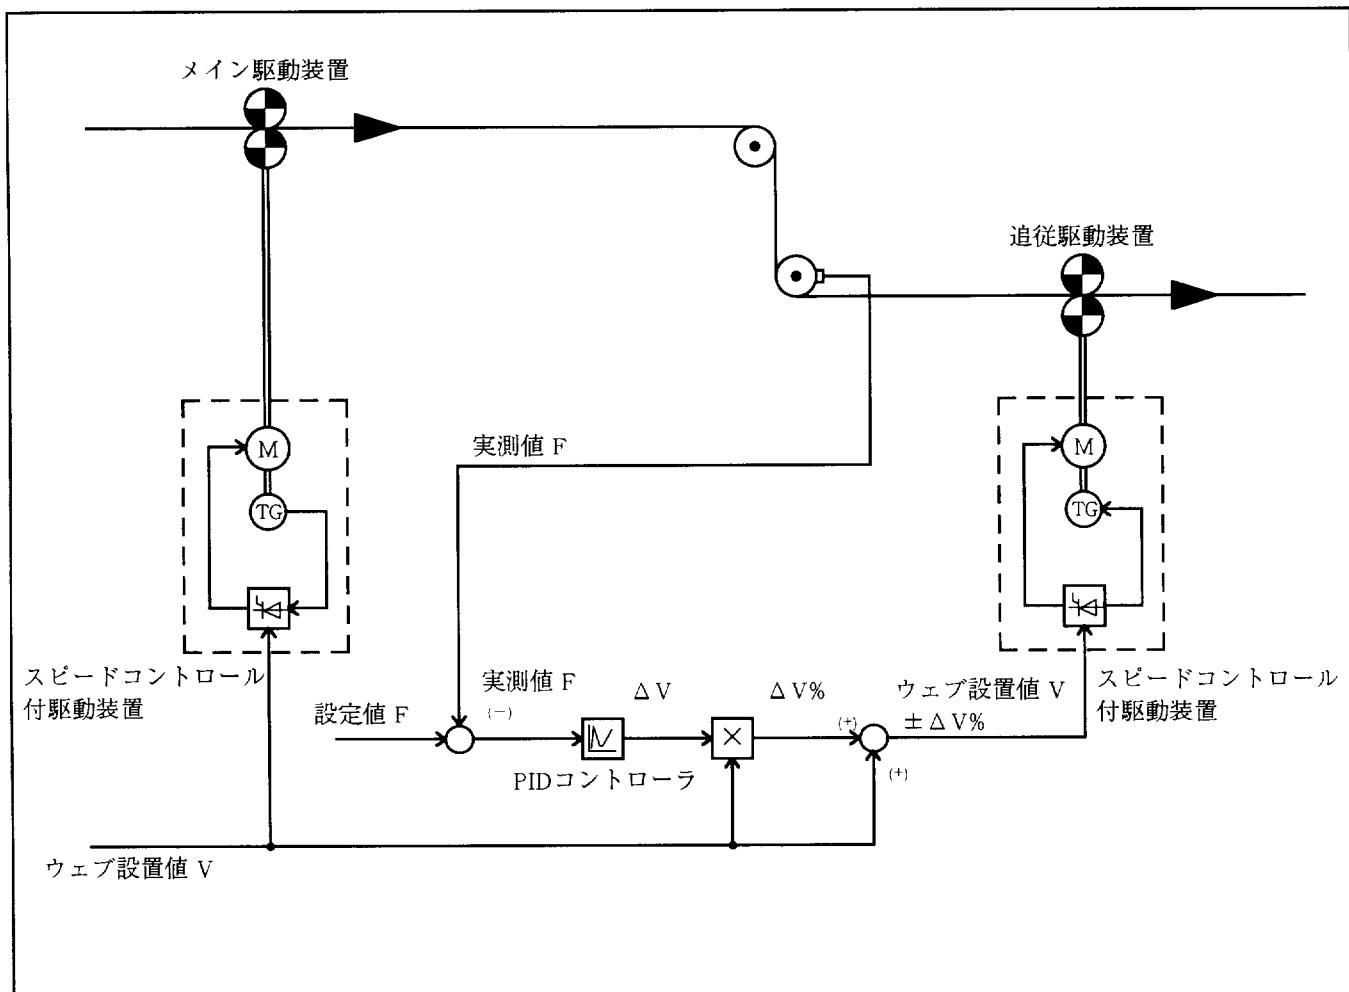 メイン駆動装置
追従駆動装置
実測値 F
M
TG
M
TG
スピードコントロール
付駆動装置
実測値 F
(−)
設定値 F
ΔV
ΔV%
(+)
ウェブ設置値 V
±ΔV%
(+)
スピードコントロール
付駆動装置
×
PIDコントローラ
ウェブ設置値 V